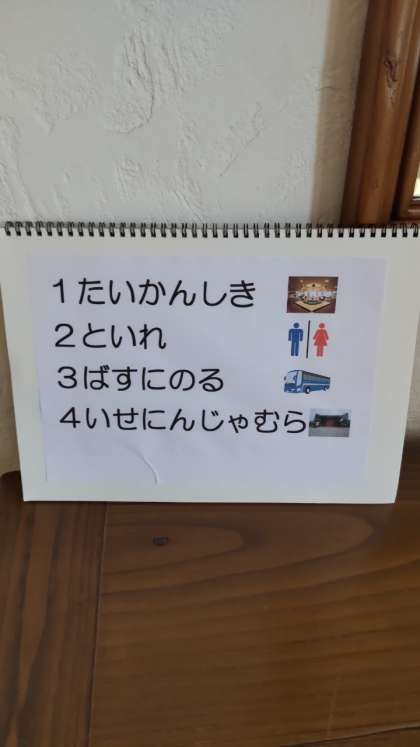 １たいかんしき
２といれ
３ばすにのる
４いせにんじゃむら